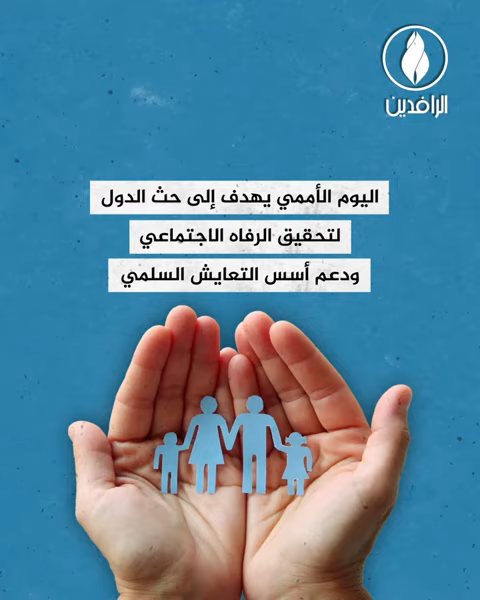 الرافدين
اليوم الأممي يهدف إلى حث الدول
لتحقيق الرفاه الاجتماعي
ودعم أسس التعايش السلمي